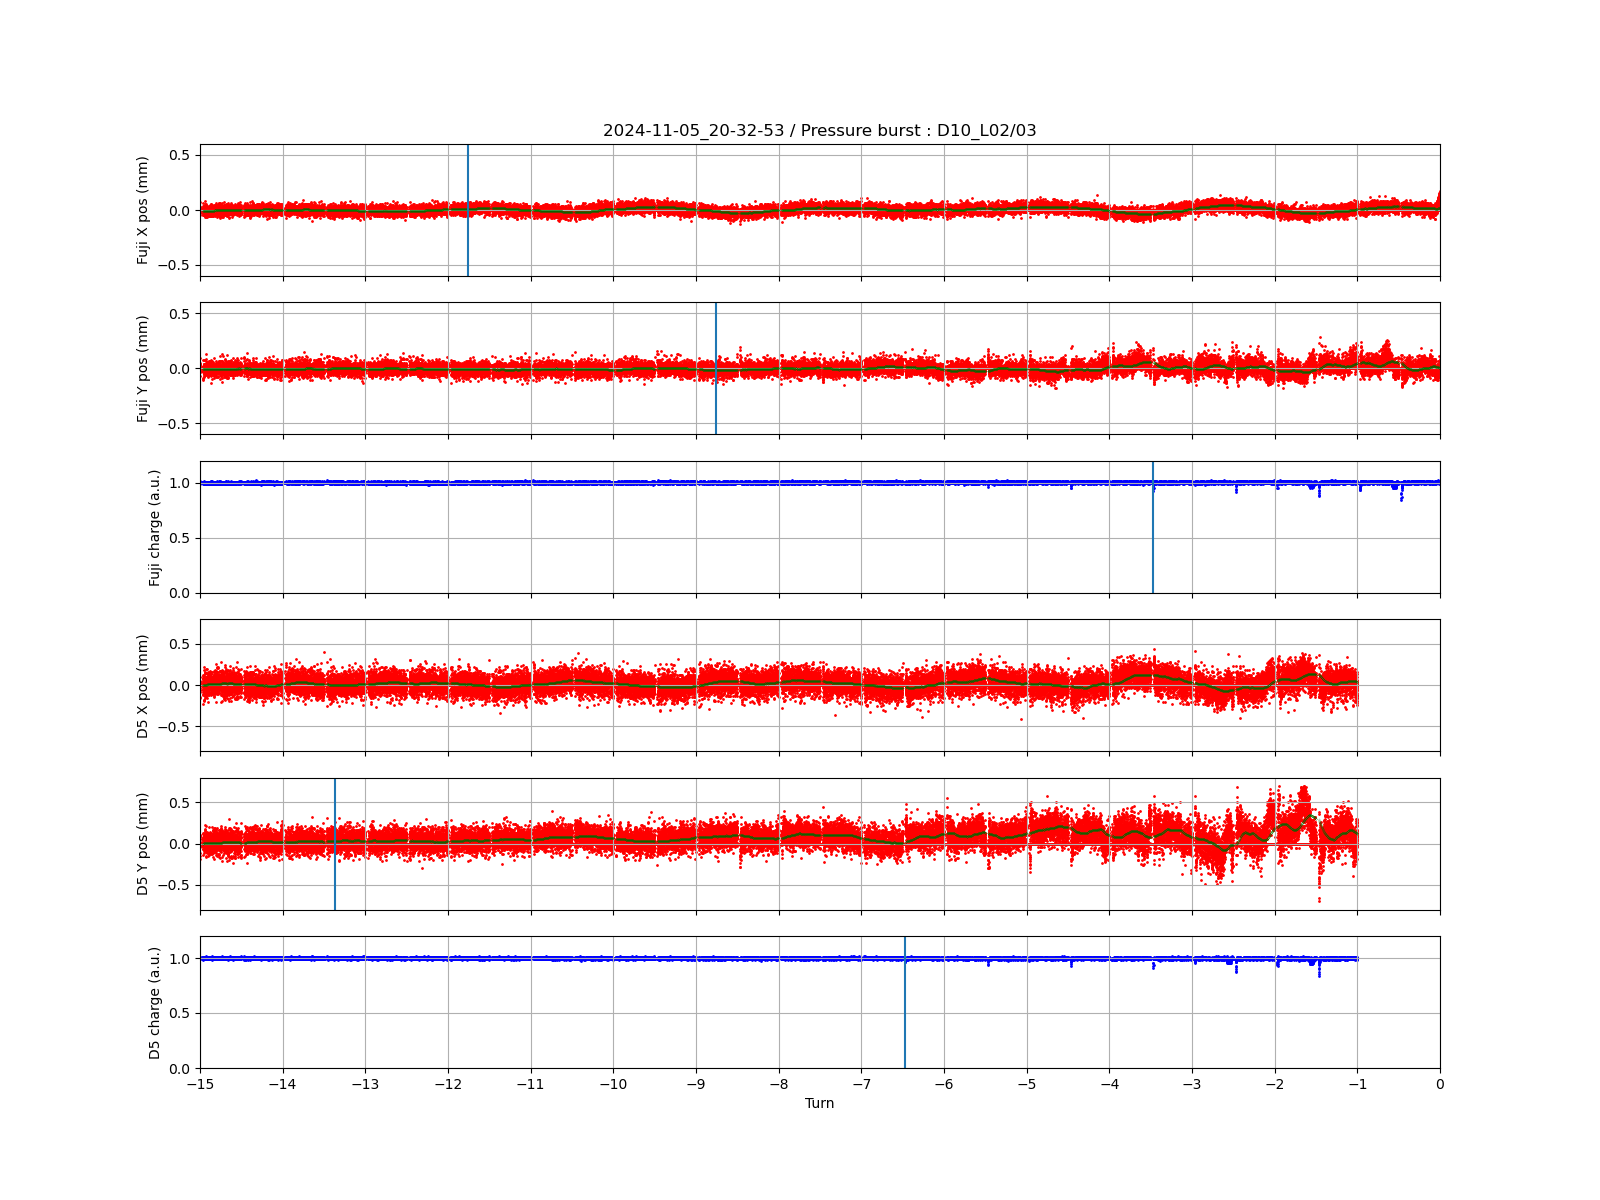 2024-11-05_20-32-53 / Pressure burst : D10_L02/03
Fuji X pos (mm)
0.5
0.0
−0.5
Fuji Y pos (mm)
0.5
0.0
−0.5
Fuji charge (a.u.)
1.0
0.5
0.0
D5 X pos (mm)
0.5
0.0
−0.5
D5 Y pos (mm)
0.5
0.0
−0.5
D5 charge (a.u.)
1.0
0.5
0.0
−15 −14 −13 −12 −11 −10 −9 −8 −7 −6 −5 −4 −3 −2 −1 0
Turn